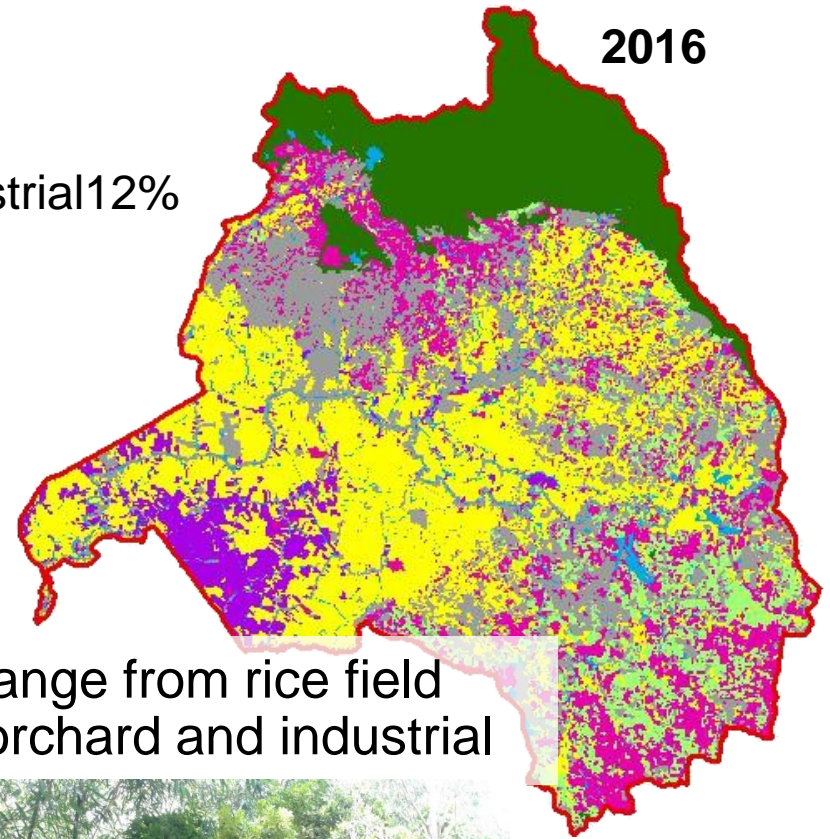 2016
strial12%
ange from rice field
orchard and industrial